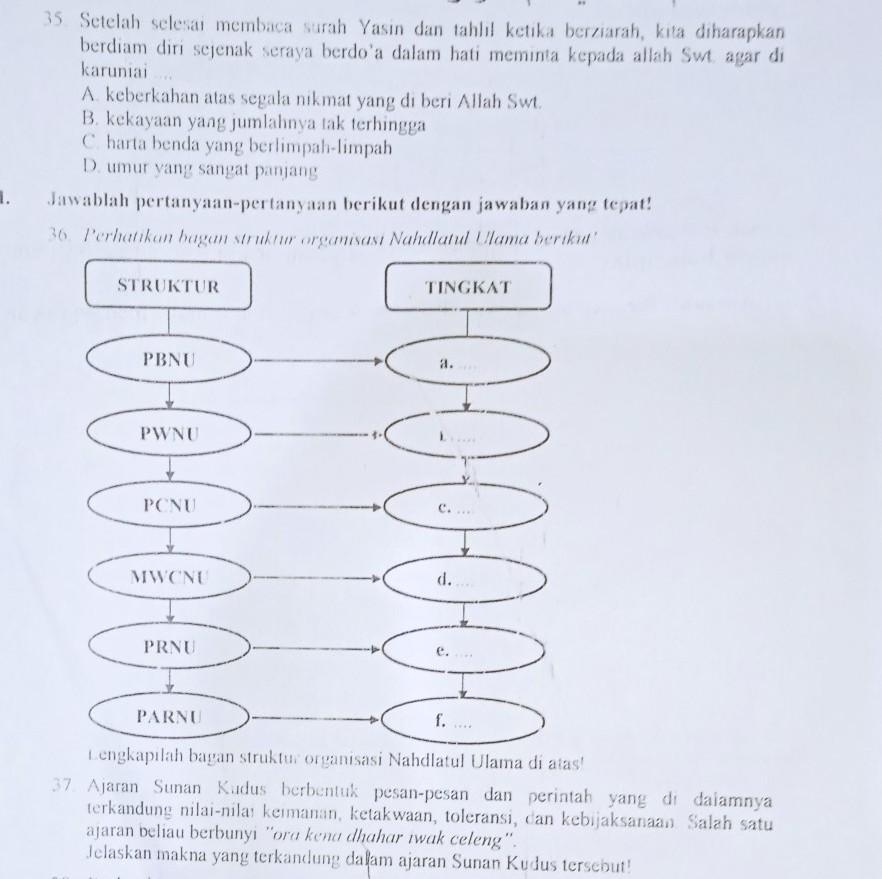 35. Setelah selesai membaca surah Yasin dan tahlil ketika berziarah, kita diharapkan
berdiam diri sejenak seraya berdo'a dalam hati meminta kepada allah Swt. agar di
karuniai ....
A. keberkahan atas segala nikmat yang di beri Allah Swt.
B. kekayaan yang jumlahnya tak terhingga
C. harta benda yang berlimpah-limpah
D. umur yang sangat panjang
Jawablah pertanyaan-pertanyaan berikut dengan jawaban yang tepat!
36. Perhatikan bagan struktur organisasi Nahdlatul Ulama berikut!
STRUKTUR
TINGKAT
PBNU
a. ....
PWNU
.....
PCNU
c. ....
MWCNU
d. ....
PRNU
e. ....
PARNU
f. ....
Lengkapilah bagan struktur organisasi Nahdlatul Ulama di atas!
37. Ajaran Sunan Kudus berbentuk pesan-pesan dan perintah yang di dalamnya
terkandung nilai-nilai keimanan, ketakwaan, toleransi, dan kebijaksanaan. Salah satu
ajaran beliau berbunyi "ora kena dhahar iwak celeng".
Jelaskan makna yang terkandung dalam ajaran Sunan Kudus tersebut!